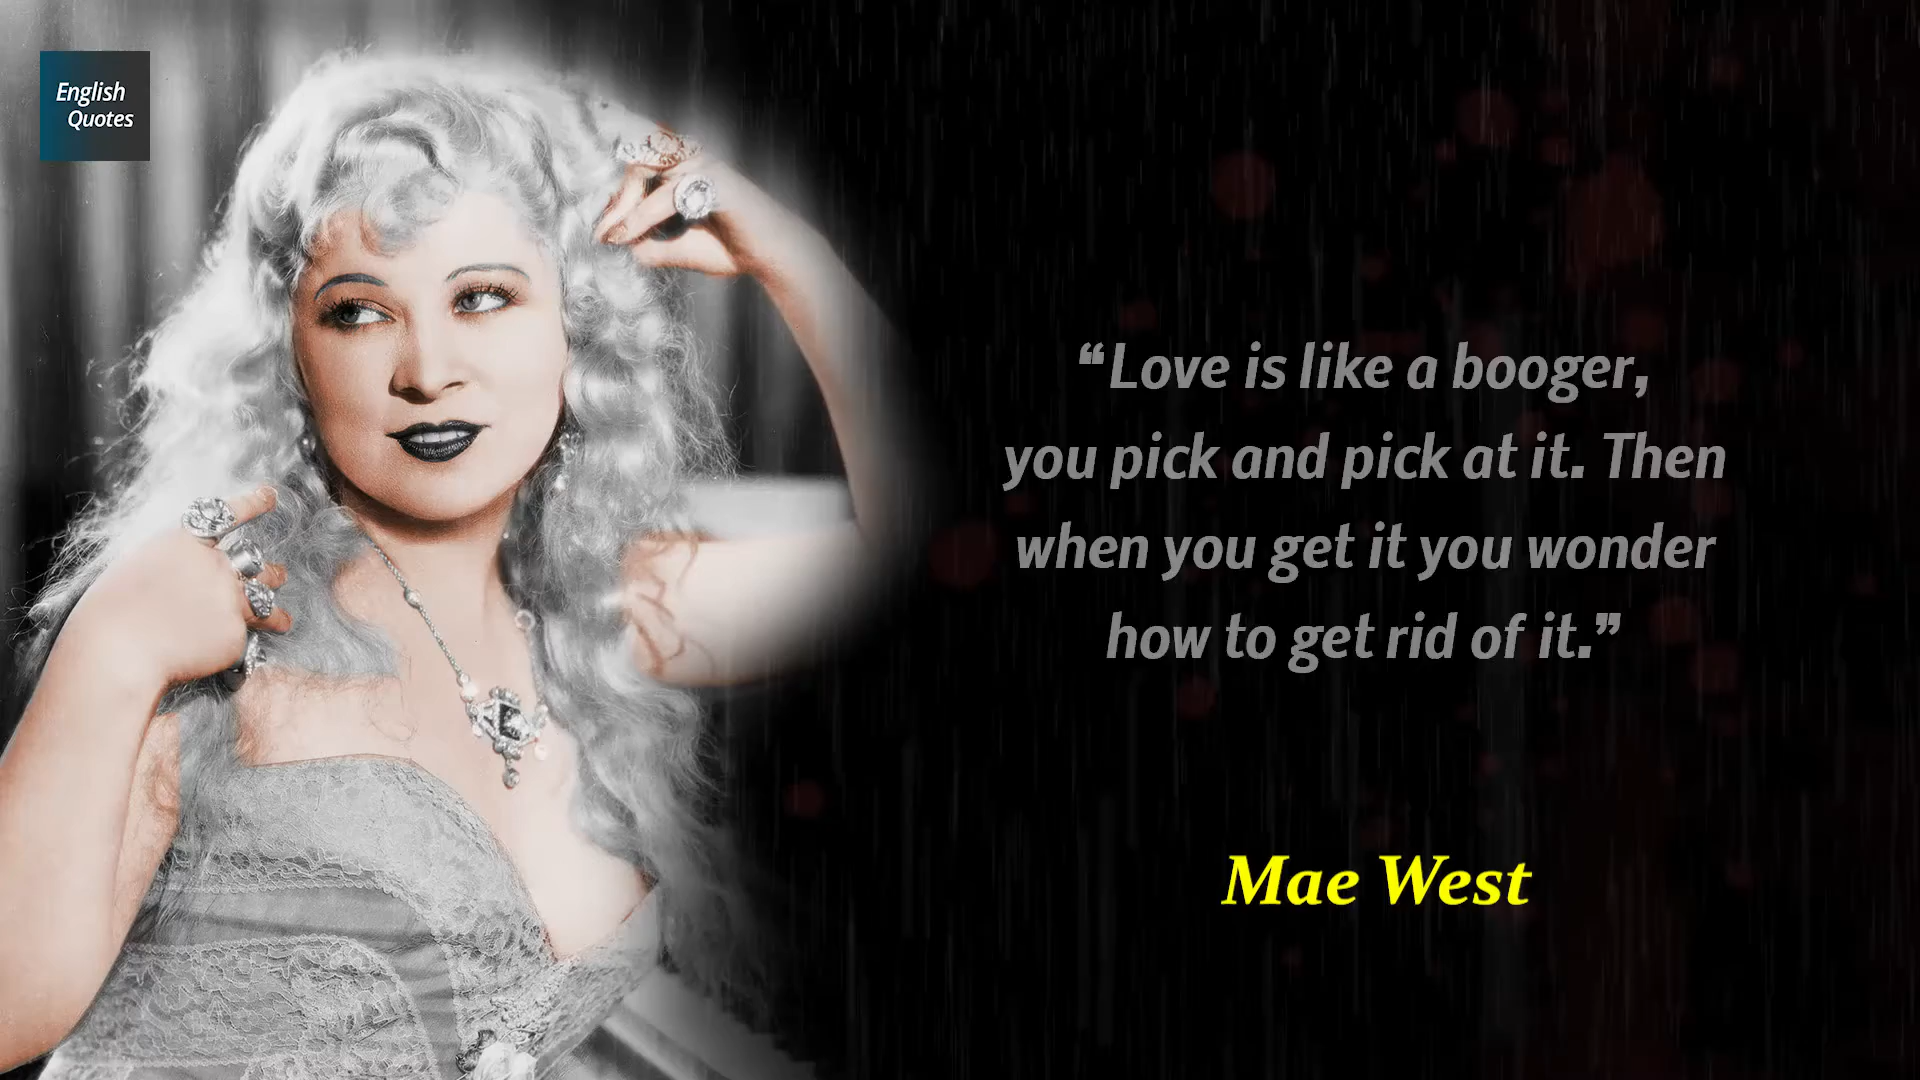 English
Quotes
❝Love is like a booger,
you pick and pick at it. Then
when you get it you wonder
how to get rid of it.❞
Mae West